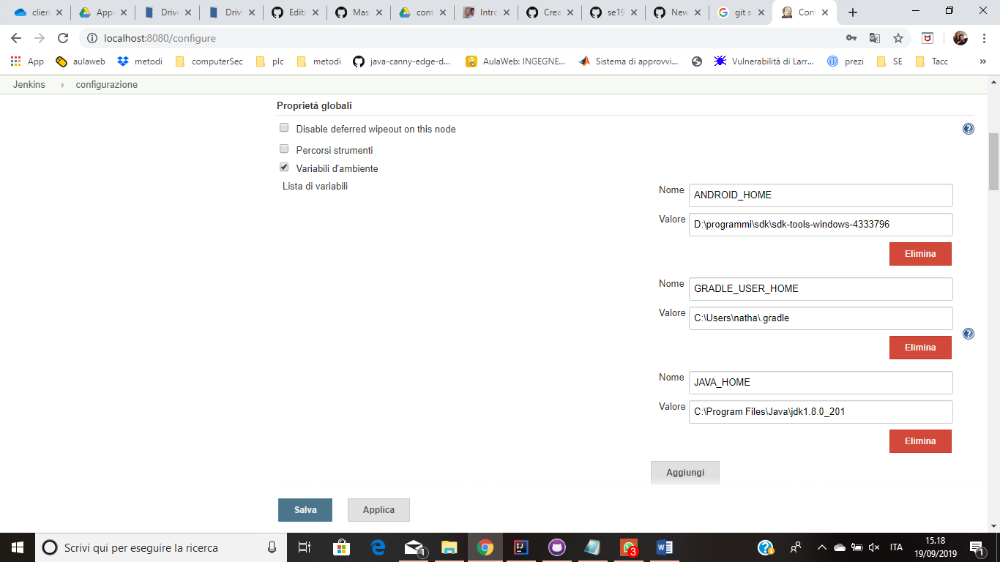 clien
Appı
Drive
Drive
Editi
Mas
cont
Intro
Crea
se19
New
git s
Con
localhost:8080/configure
App
aulaweb
metodi
computerSec
plc
metodi
java-canny-edge-d...
AulaWeb: INGEGNE...
Sistema di approvvi...
Vulnerabilità di Larr...
prezi
SE
Tacc
»
Jenkins
configurazione
Proprietà globali
Disable deferred wipeout on this node
Percorsi strumenti
Variabili d'ambiente
Lista di variabili
Nome
ANDROID_HOME
Valore
D:\programmi\sdk\sdk-tools-windows-4333796
Elimina
Nome
GRADLE_USER_HOME
Valore
C:\Users\natha\.gradle
Elimina
Nome
JAVA_HOME
Valore
C:\Program Files\Java\jdk1.8.0_201
Elimina
Aggiungi
Salva
Applica
Scrivi qui per eseguire la ricerca
1
3
ITA
15.18
19/09/2019
1